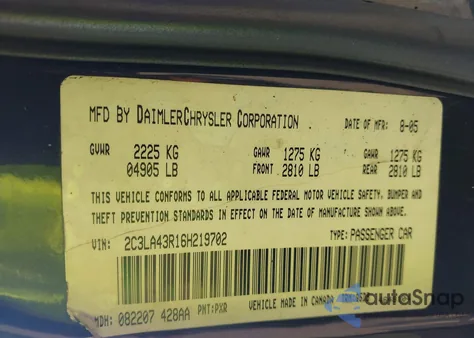 MFD BY DAIMLERCHRYSLER CORPORATION DATE OF MFR: 8-05
GVWR 2225 KG GAWR 1275 KG GAWR 1275 KG
04905 LB FRONT 2810 LB REAR 2810 LB
THIS VEHICLE CONFORMS TO ALL APPLICABLE FEDERAL MOTOR VEHICLE SAFETY, BUMPER AND
THEFT PREVENTION STANDARDS IN EFFECT ON THE DATE OF MANUFACTURE SHOWN ABOVE.
VIN: 2C3LA43R16H219702 TYPE: PASSENGER CAR
MDH: 082207 428AA PNT: PXR VEHICLE MADE IN CANADA
autoSnap